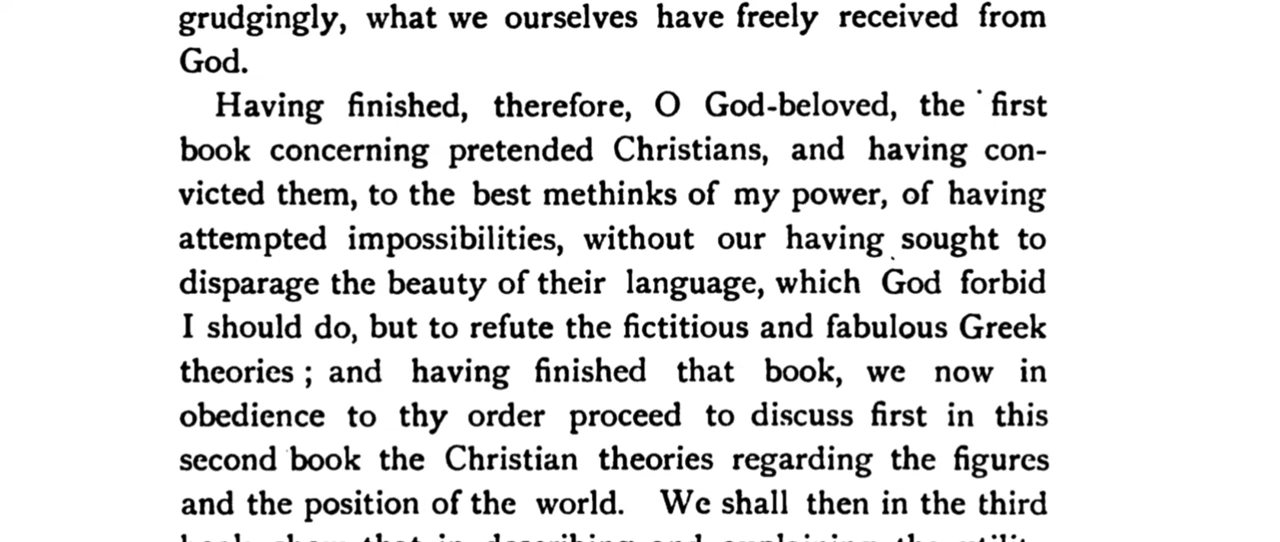 grudgingly, what we ourselves have freely received from
God.
Having finished, therefore, O God-beloved, the first
book concerning pretended Christians, and having con-
victed them, to the best methinks of my power, of having
attempted impossibilities, without our having sought to
disparage the beauty of their language, which God forbid
I should do, but to refute the fictitious and fabulous Greek
theories ; and having finished that book, we now in
obedience to thy order proceed to discuss first in this
second book the Christian theories regarding the figures
and the position of the world. We shall then in the third